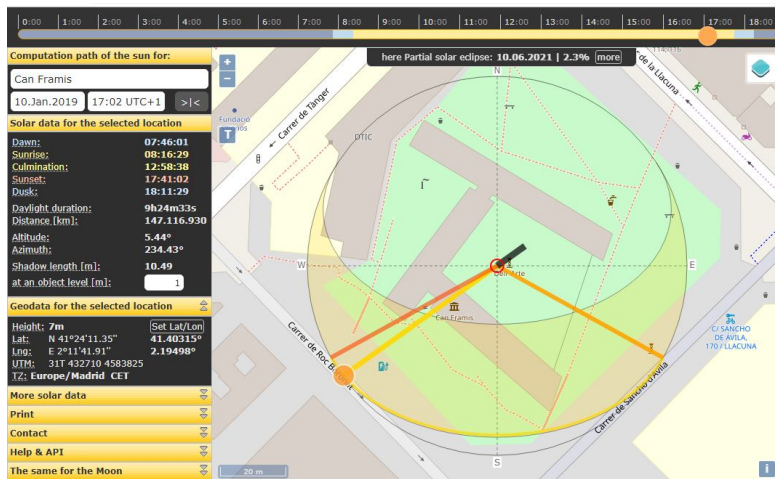 0:00 1:00 2:00 3:00 4:00 5:00 6:00 7:00 8:00 9:00 10:00 11:00 12:00 13:00 14:00 15:00 16:00 17:00 18:00
Computation path of the sun for:
Can Framis
10.Jan.2019 17:02 UTC+1 >|<
Solar data for the selected location
Dawn: 07:46:01
Sunrise: 08:16:29
Culmination: 12:58:38
Sunset: 17:41:02
Dusk: 18:11:29
Daylight duration: 9h24m33s
Distance [km]: 147.116.930
Altitude: 5.44°
Azimuth: 234.43°
Shadow length [m]: 10.49
at an object level [m]: 1
Geodata for the selected location
Height: 7m Set Lat/Lon
Lat: N 41°24'11.35'' 41.40315°
Lng: E 2°11'41.91'' 2.19498°
UTM: 31T 432710 4583825
TZ: Europe/Madrid CET
More solar data
Print
Contact
Help & API
The same for the Moon
+
−
T
here Partial solar eclipse: 10.06.2021 | 2.3% more
N
W
E
S
Carrer de Tànger
Fundació
OTIC
de la Llacuna
114;116
Dell'Arte
Can Framis
Carrer de Roc Boronat
Carrer de Sancho d'Àvila
C/ SANCHO
DE AVILA,
170 / LLACUNA
20 m
i